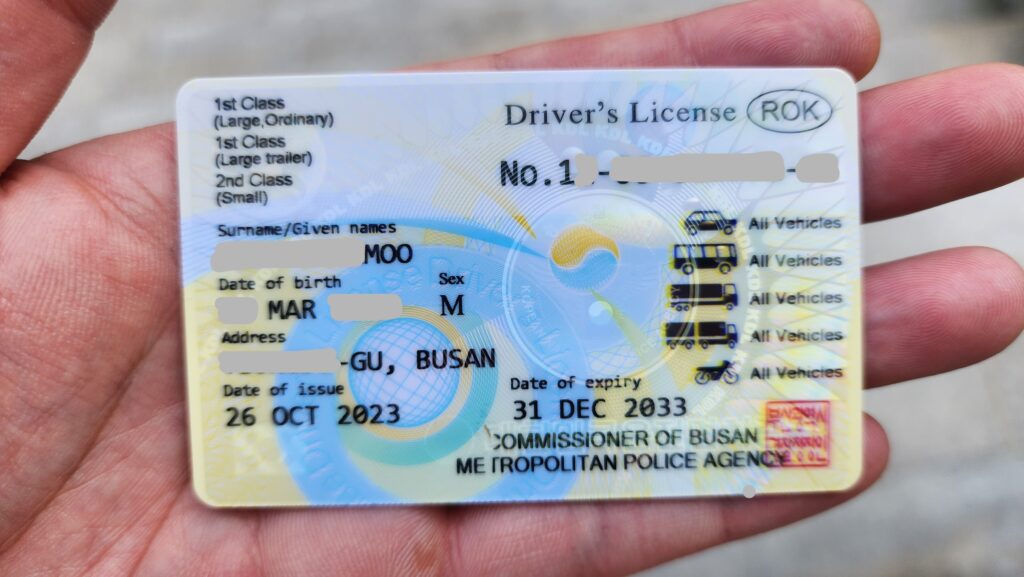 1st Class
(Large,Ordinary)
1st Class
(Large trailer)
2nd Class
(Small)
Driver's License ROK
No.1
Surname/Given names
MOO
Date of birth Sex
MAR M
Address
-GU, BUSAN
Date of issue Date of expiry
26 OCT 2023 31 DEC 2033
All Vehicles
All Vehicles
All Vehicles
All Vehicles
All Vehicles
COMMISSIONER OF BUSAN
METROPOLITAN POLICE AGENCY